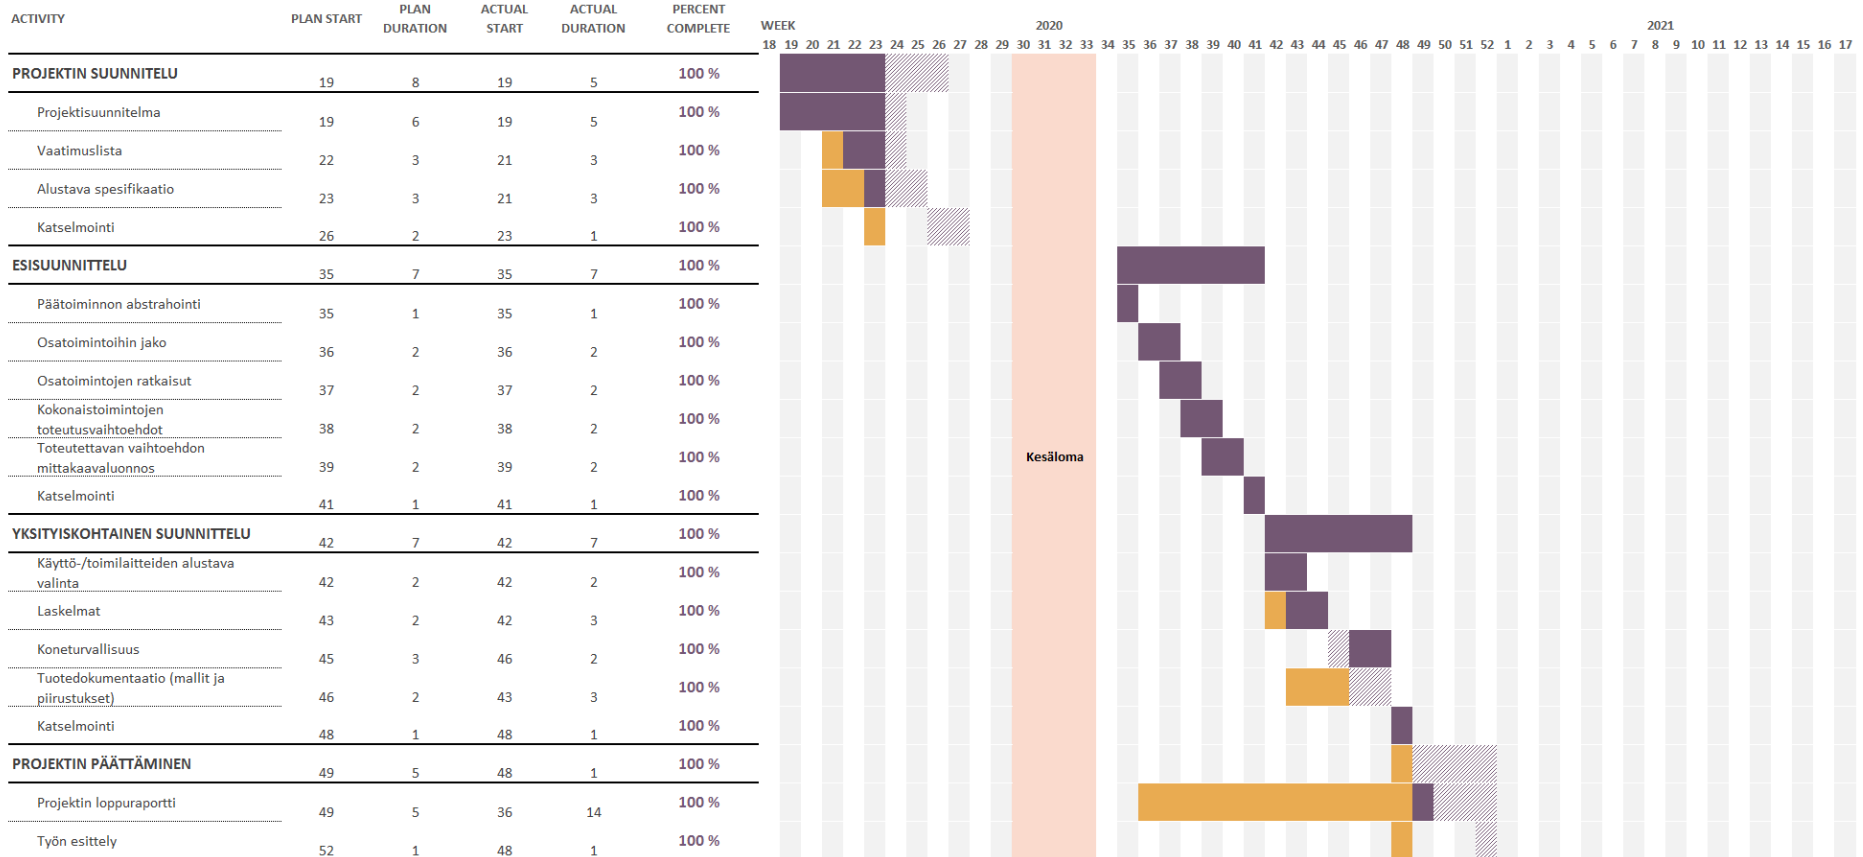 ACTIVITY PLAN START PLAN DURATION ACTUAL START ACTUAL DURATION PERCENT COMPLETE
WEEK 2020 2021
18 19 20 21 22 23 24 25 26 27 28 29 30 31 32 33 34 35 36 37 38 39 40 41 42 43 44 45 46 47 48 49 50 51 52 1 2 3 4 5 6 7 8 9 10 11 12 13 14 15 16 17
PROJEKTIN SUUNNITELU 19 8 19 5 100 %
Projektisuunnitelma 19 6 19 5 100 %
Vaatimuslista 22 3 21 3 100 %
Alustava spesifikaatio 23 3 21 3 100 %
Katselmointi 26 2 23 1 100 %
ESISUUNNITTELU 35 7 35 7 100 %
Päätoiminnon abstrahointi 35 1 35 1 100 %
Osatoimintoihin jako 36 2 36 2 100 %
Osatoimintojen ratkaisut 37 2 37 2 100 %
Kokonaistoimintojen
toteutusvaihtoehdot 38 2 38 2 100 %
Toteutettavan vaihtoehdon
mittakaavaluonnos 39 2 39 2 100 %
Kesäloma
Katselmointi 41 1 41 1 100 %
YKSITYISKOHTAINEN SUUNNITTELU 42 7 42 7 100 %
Käyttö-/toimilaitteiden alustava
valinta 42 2 42 2 100 %
Laskelmat 43 2 42 3 100 %
Koneturvallisuus 45 3 46 2 100 %
Tuotedokumentaatio (mallit ja
piirustukset) 46 2 43 3 100 %
Katselmointi 48 1 48 1 100 %
PROJEKTIN PÄÄTTÄMINEN 49 5 48 1 100 %
Projektin loppuraportti 49 5 36 14 100 %
Työn esittely 52 1 48 1 100 %